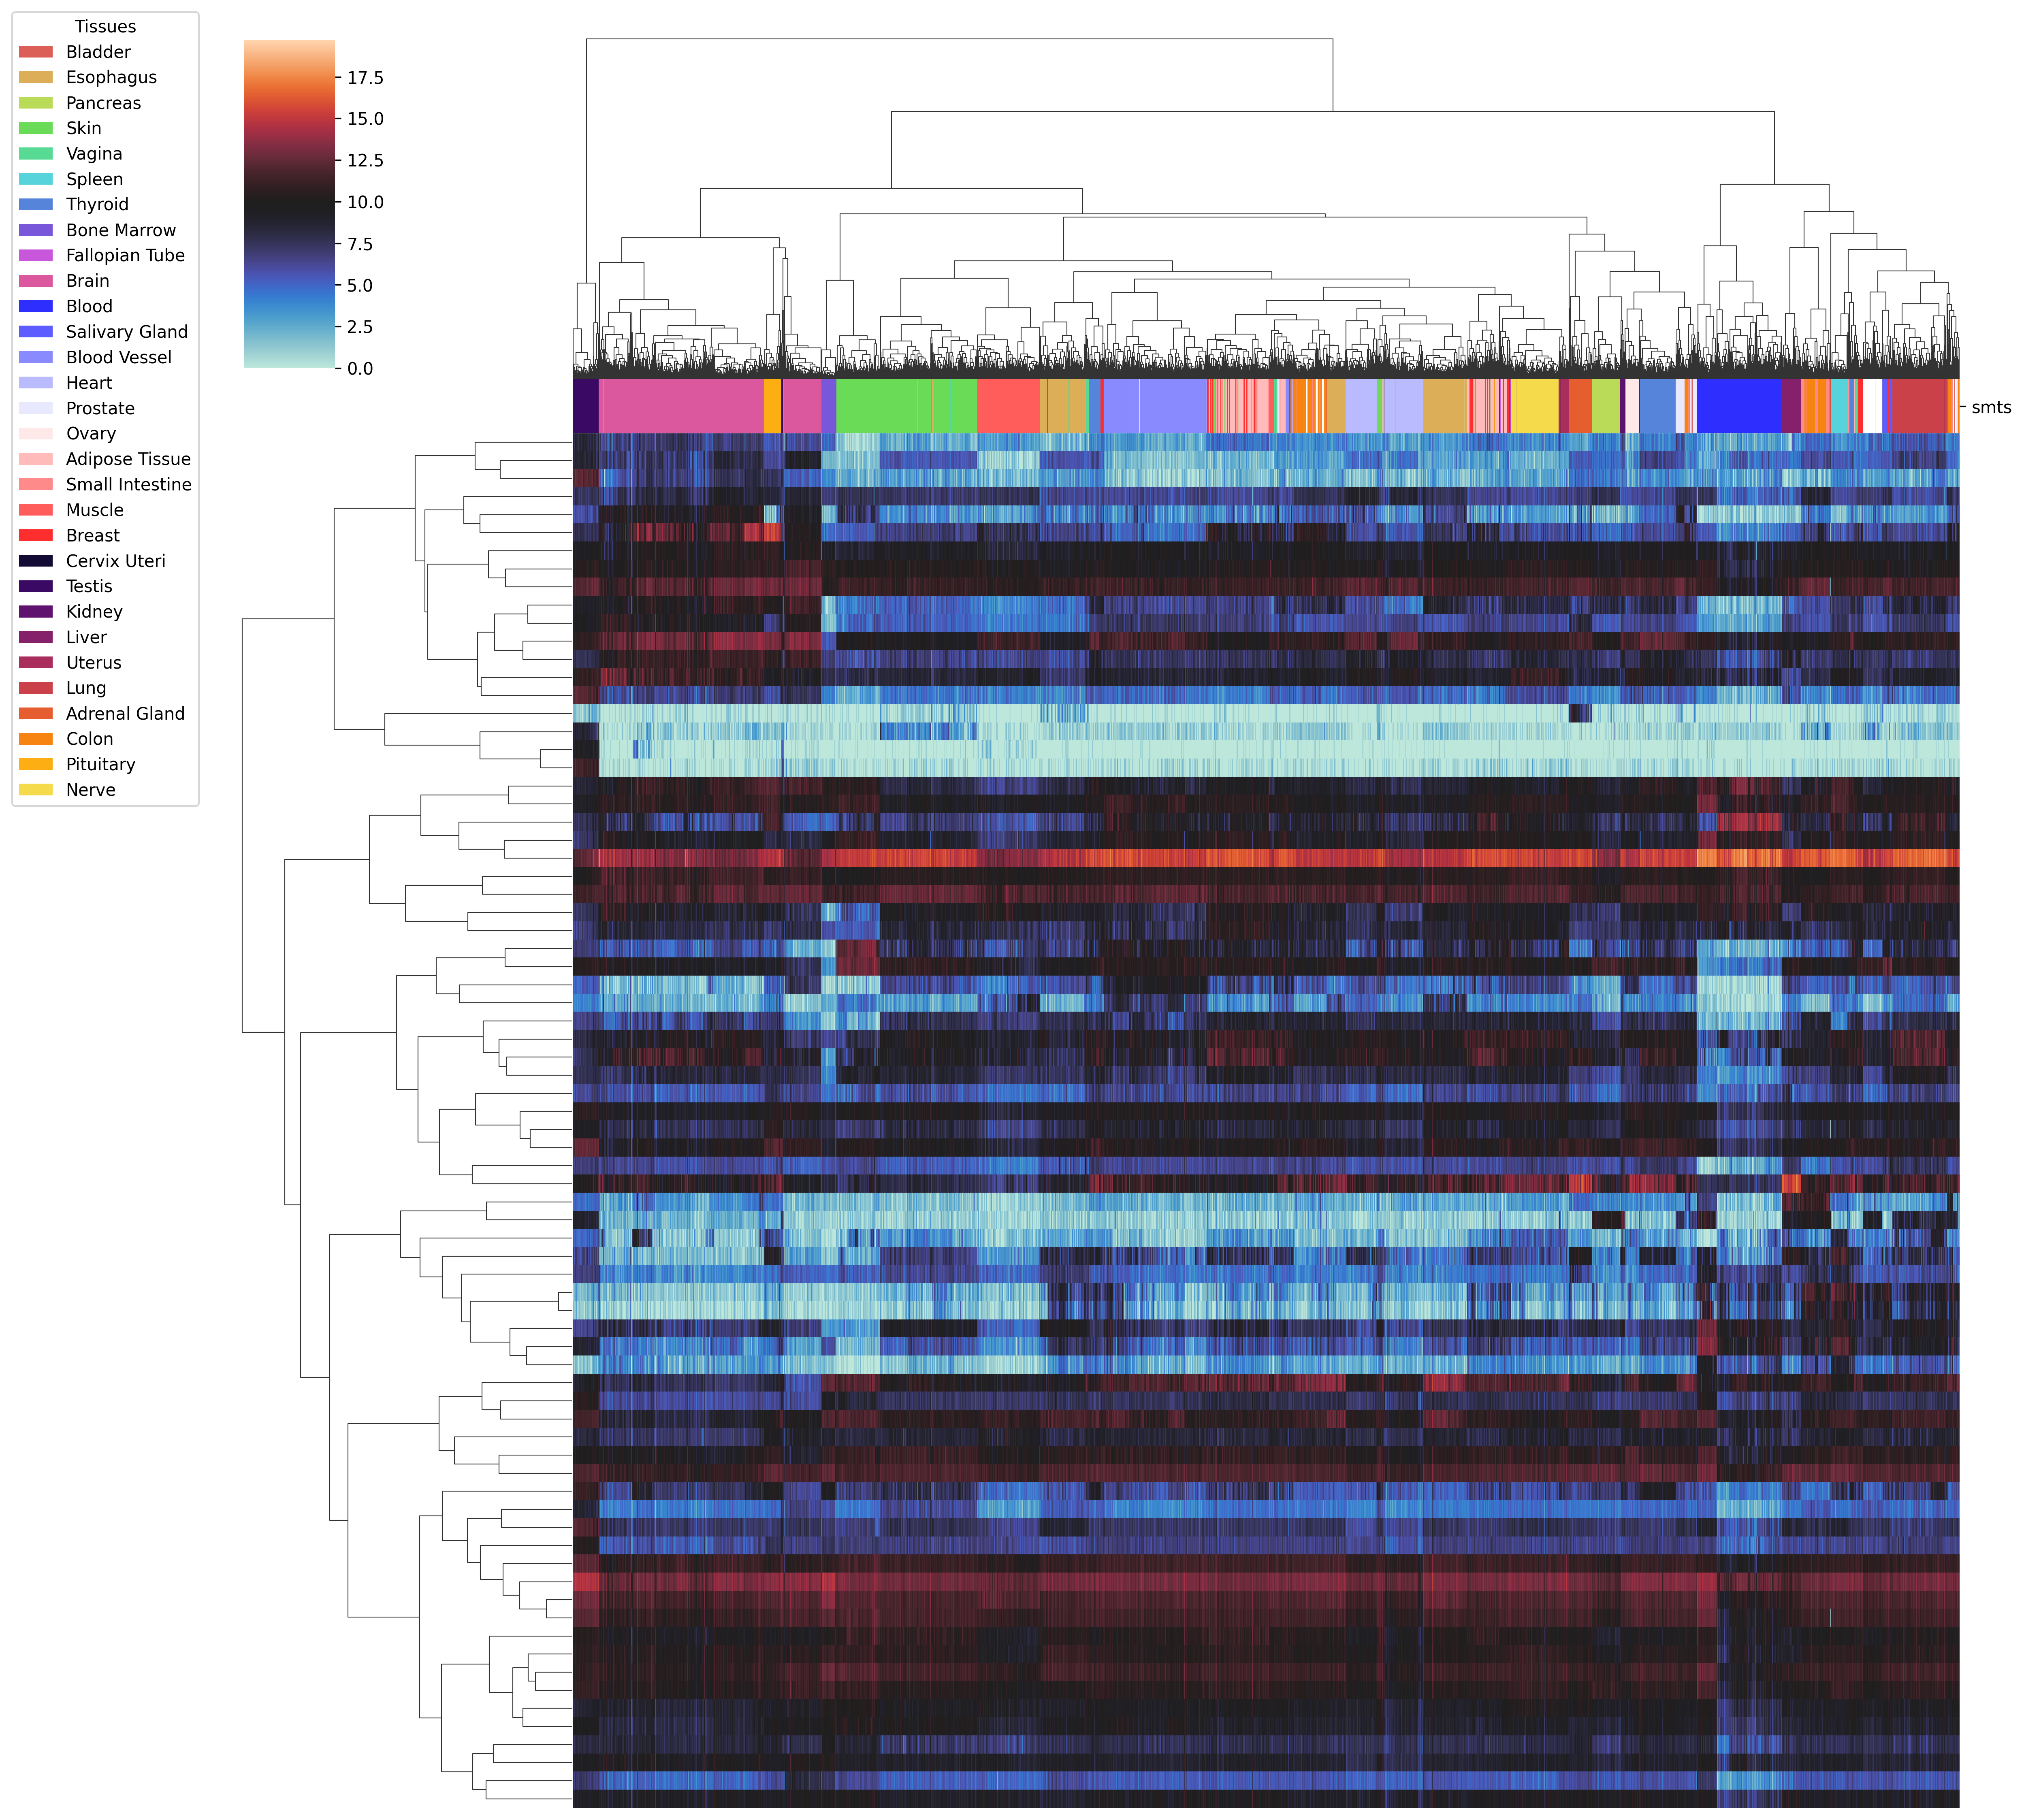 Tissues
Bladder
Esophagus
Pancreas
Skin
Vagina
Spleen
Thyroid
Bone Marrow
Fallopian Tube
Brain
Blood
Salivary Gland
Blood Vessel
Heart
Prostate
Ovary
Adipose Tissue
Small Intestine
Muscle
Breast
Cervix Uteri
Testis
Kidney
Liver
Uterus
Lung
Adrenal Gland
Colon
Pituitary
Nerve
17.5
15.0
12.5
10.0
7.5
5.0
2.5
0.0
smts